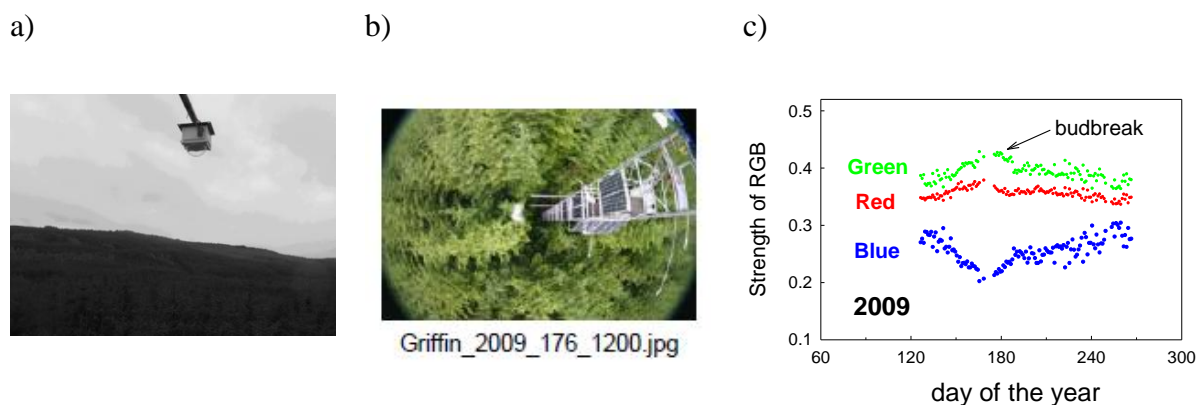 a)
b)
c)
Griffin_2009_176_1200.jpg
0.5
0.4
0.3
0.2
0.1
Strength of RGB
budbreak
Green
Red
Blue
2009
60
120
180
240
300
day of the year